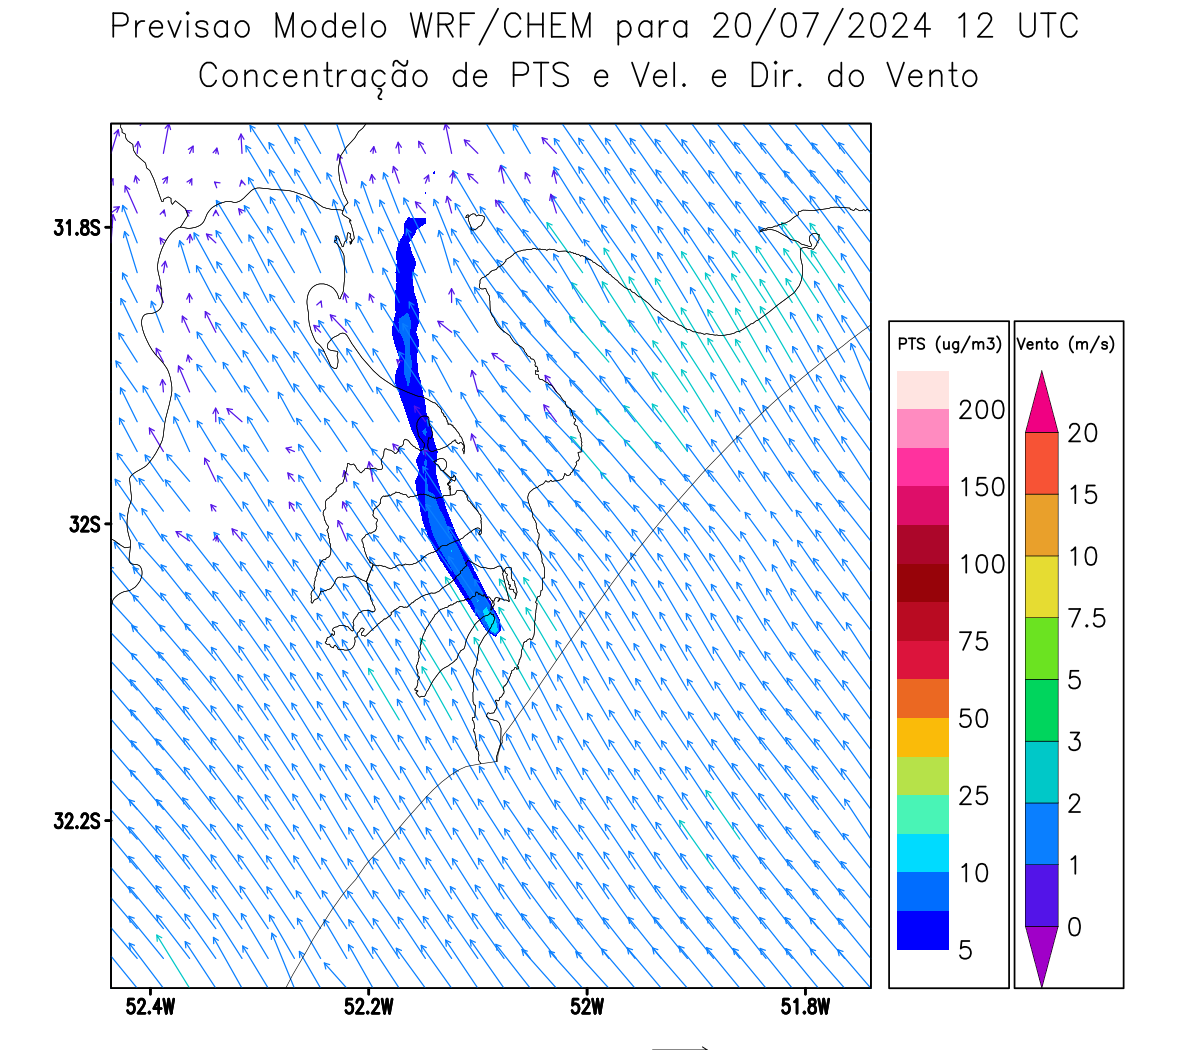 Previsao Modelo WRF/CHEM para 20/07/2024 12 UTC
Concentração de PTS e Vel. e Dir. do Vento
31.8S
32S
32.2S
52.4W
52.2W
52W
51.8W
PTS (ug/m3)
200
150
100
75
50
25
10
5
Vento (m/s)
20
15
10
7.5
5
3
2
1
0